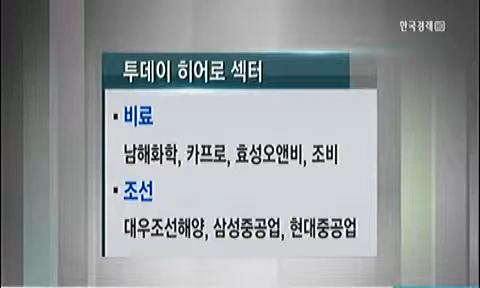 한국경제 HD
투데이 히어로 섹터
▪ 비료
남해화학, 카프로, 효성오앤비, 조비
▪ 조선
대우조선해양, 삼성중공업, 현대중공업